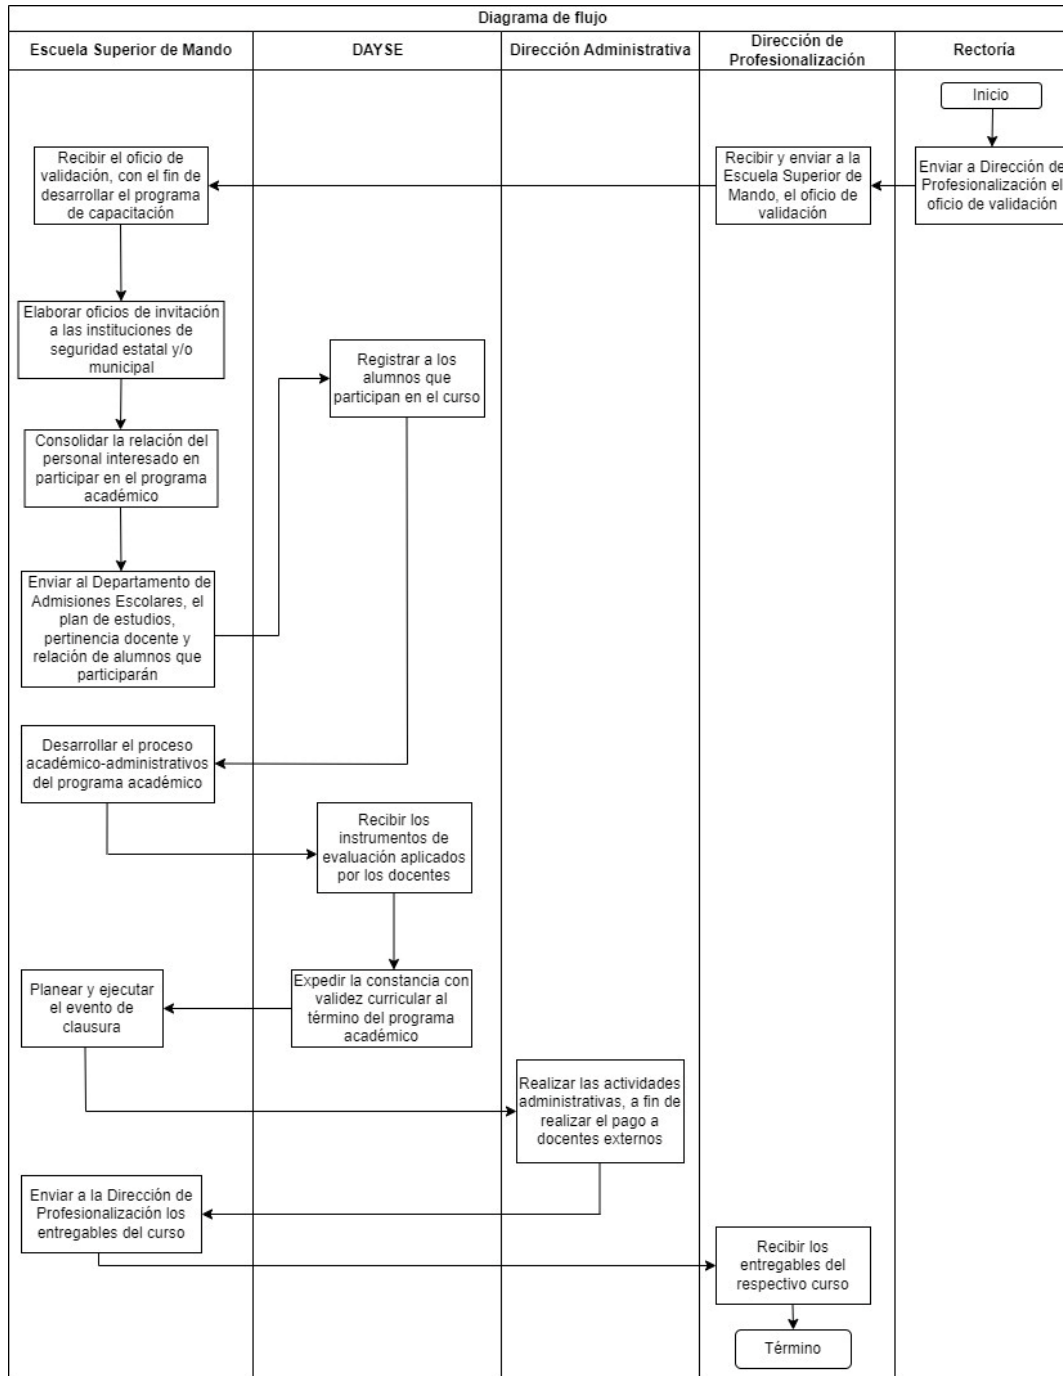 Diagrama de flujo
Escuela Superior de Mando
DAYSE
Dirección Administrativa
Dirección de
Profesionalización
Rectoría
Inicio
Enviar a Dirección de
Profesionalización el
oficio de validación
Recibir y enviar a la
Escuela Superior de
Mando, el oficio de
validación
Recibir el oficio de
validación, con el fin de
desarrollar el programa
de capacitación
Elaborar oficios de invitación
a las instituciones de
seguridad estatal y/o
municipal
Consolidar la relación del
personal interesado en
participar en el programa
académico
Enviar al Departamento de
Admisiones Escolares, el
plan de estudios,
pertinencia docente y
relación de alumnos que
participarán
Registrar a los
alumnos que
participan en el curso
Desarrollar el proceso
académico-administrativos
del programa académico
Recibir los
instrumentos de
evaluación aplicados
por los docentes
Expedir la constancia con
validez curricular al
término del programa
académico
Planear y ejecutar
el evento de
clausura
Realizar las actividades
administrativas, a fin de
realizar el pago a
docentes externos
Enviar a la Dirección de
Profesionalización los
entregables del curso
Recibir los
entregables del
respectivo curso
Término